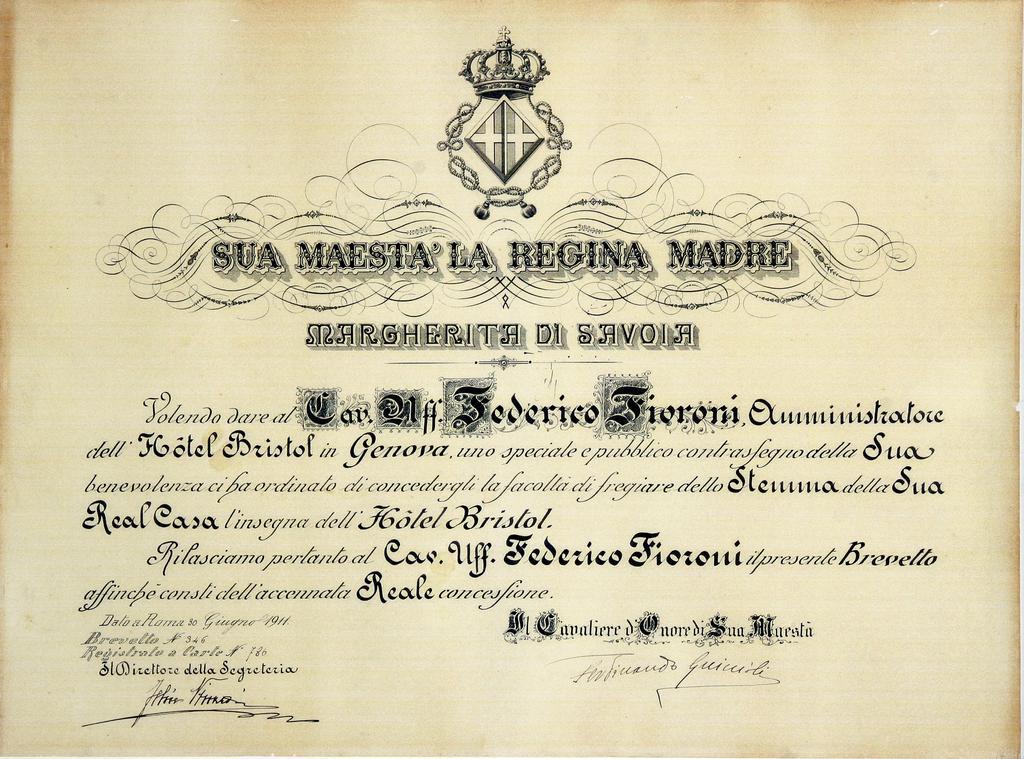 SUA MAESTA' LA REGINA MADRE
MARGHERITA DI SAVOIA
Volendo dare al Cav. Uff. Federico Fioroni, Amministratore
dell' Hôtel Bristol in Genova, uno speciale e pubblico contrassegno della Sua
benevolenza ci ha ordinato di concedergli la facoltà di fregiare dello Stemma della Sua
Real Casa l'insegna dell' Hôtel Bristol.
Rilasciamo pertanto al Cav. Uff. Federico Fioroni il presente Brevetto
affinchè consti dell'accennata Reale concessione.
Dato a Roma 30 Giugno 1911
Brevetto N° 346
Registrato a Carte N° 786
Il Direttore della Segreteria
Il Cavaliere d'Onore di Sua Maestà
Ferdinando Guiccioli